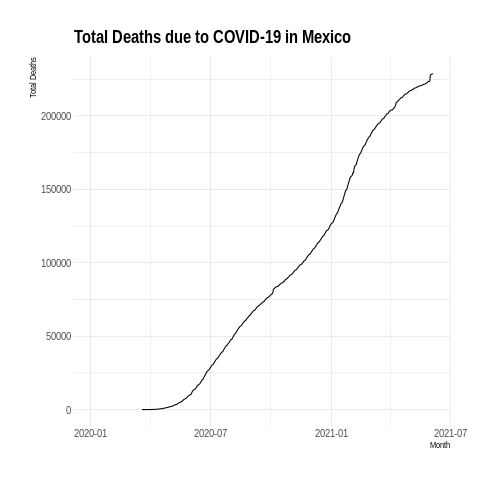 Total Deaths due to COVID-19 in Mexico
Total Deaths
200000
150000
100000
50000
0
2020-01 2020-07 2021-01 2021-07
Month